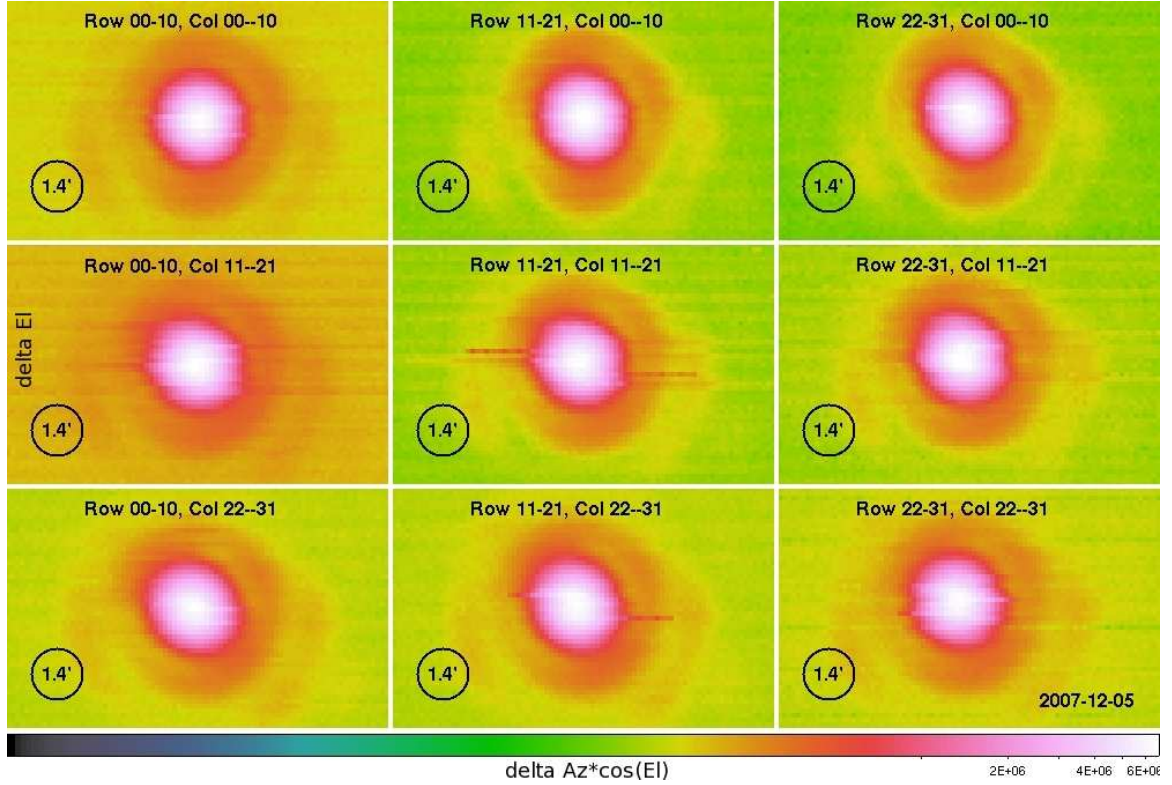 Row 00-10, Col 00--10
Row 11-21, Col 00--10
Row 22-31, Col 00--10
1.4'
1.4'
1.4'
Row 00-10, Col 11--21
Row 11-21, Col 11--21
Row 22-31, Col 11--21
delta El
1.4'
1.4'
1.4'
Row 00-10, Col 22--31
Row 11-21, Col 22--31
Row 22-31, Col 22--31
1.4'
1.4'
1.4'
2007-12-05
delta Az*cos(El)
2E+06
4E+06
6E+06